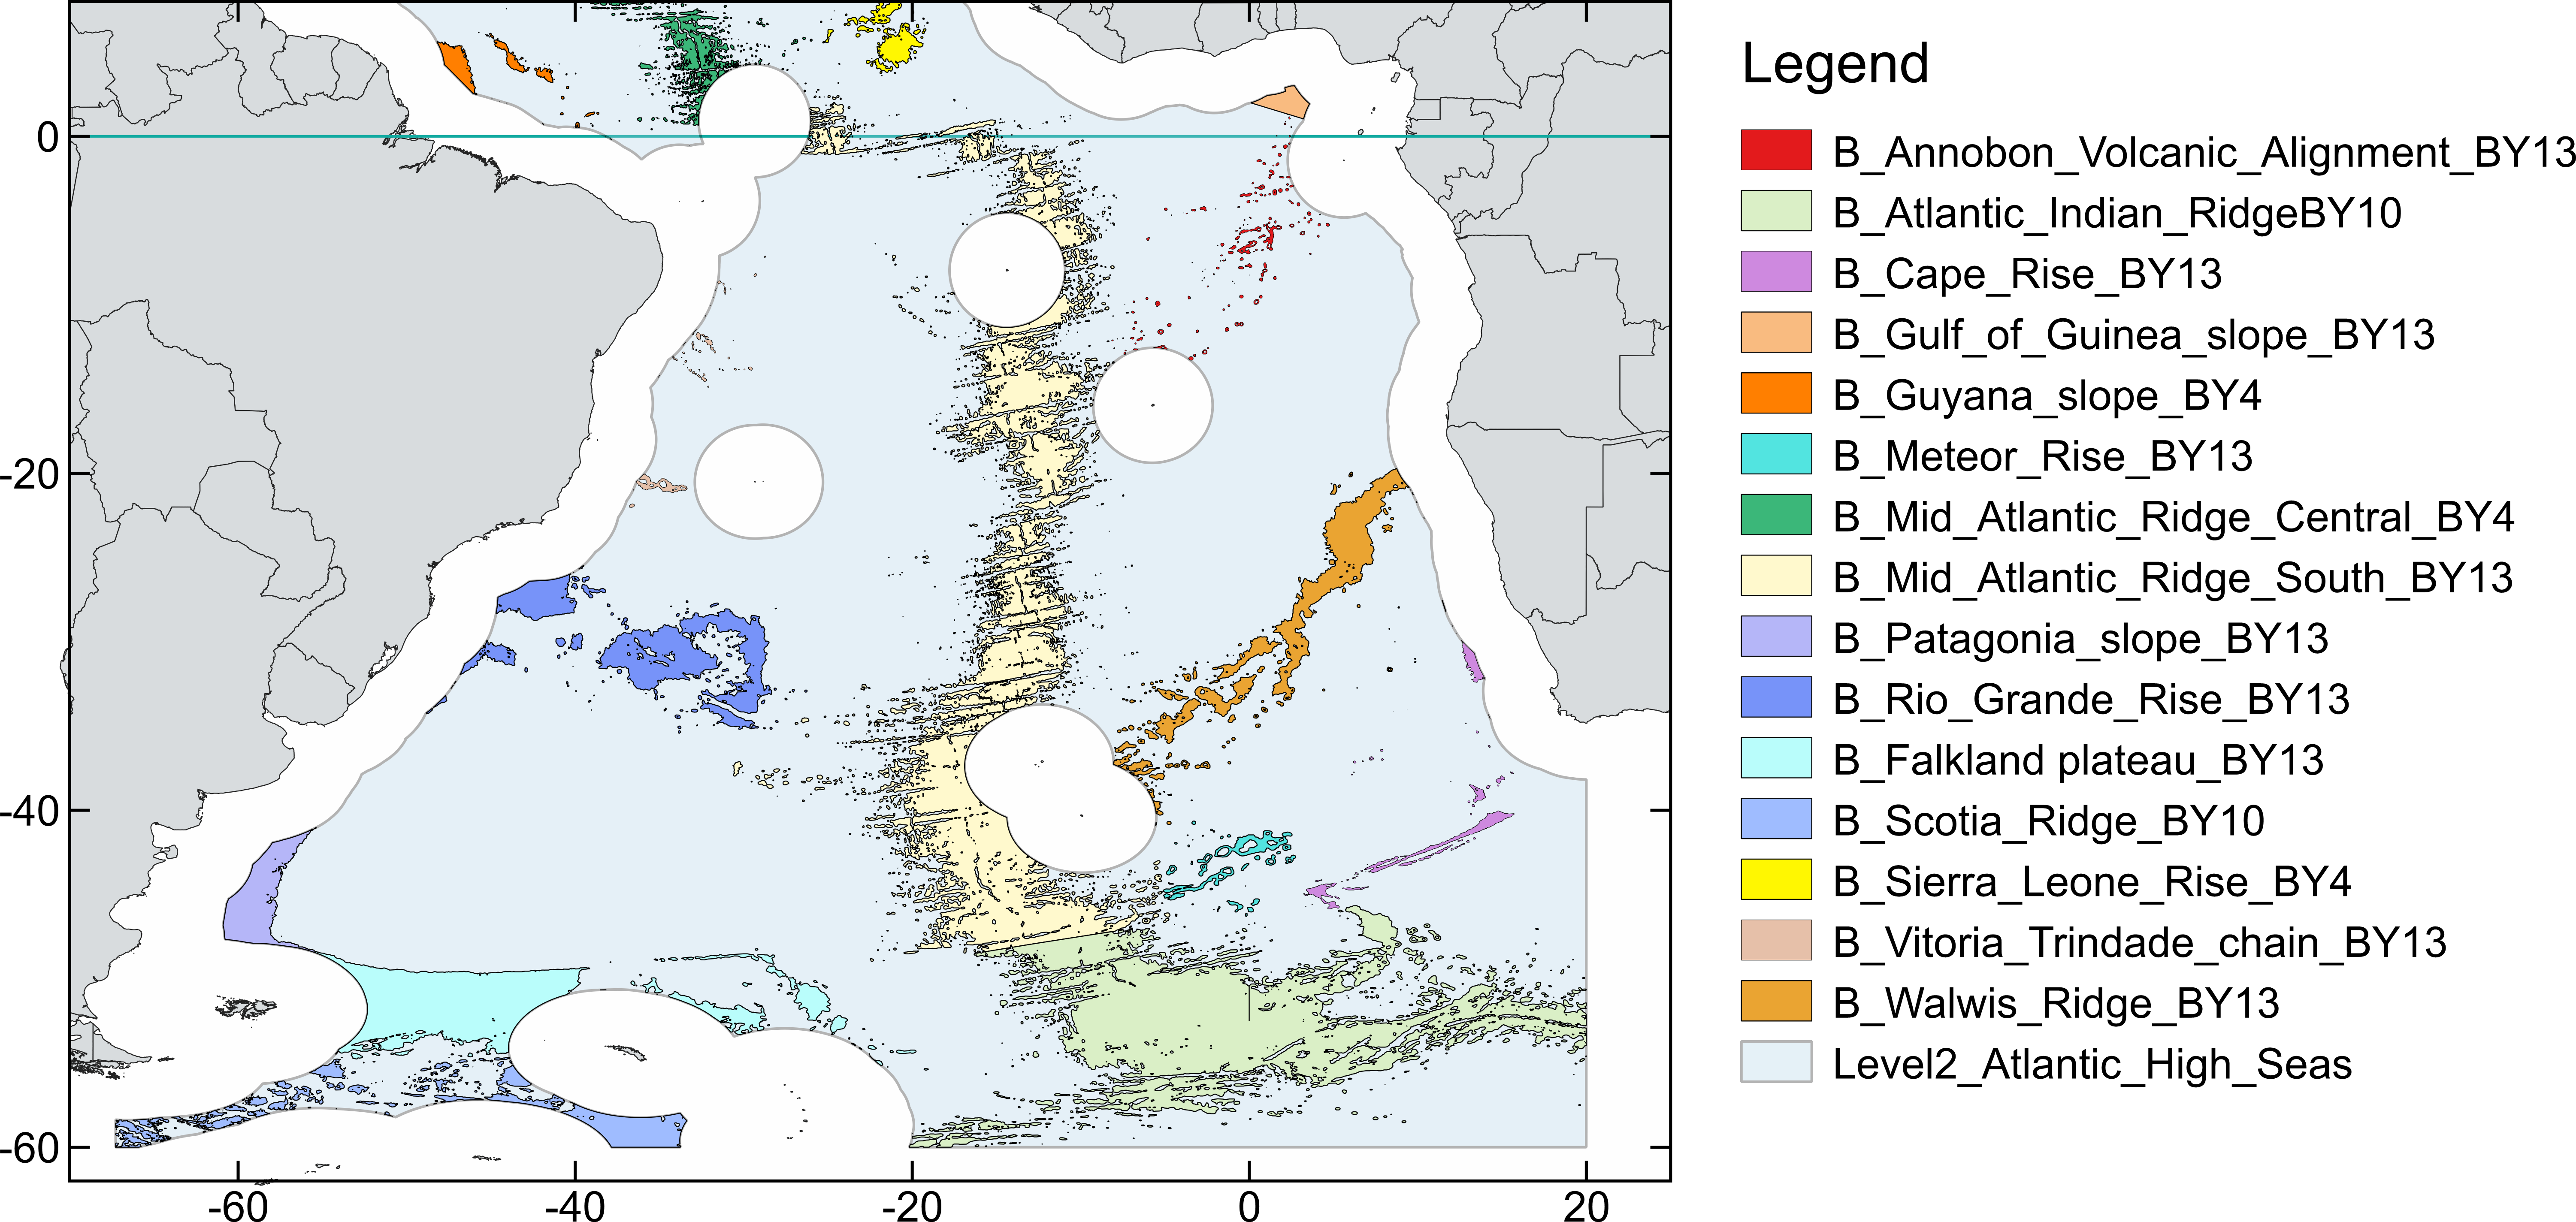 Legend
B_Annobon_Volcanic_Alignment_BY13
B_Atlantic_Indian_RidgeBY10
B_Cape_Rise_BY13
B_Gulf_of_Guinea_slope_BY13
B_Guyana_slope_BY4
B_Meteor_Rise_BY13
B_Mid_Atlantic_Ridge_Central_BY4
B_Mid_Atlantic_Ridge_South_BY13
B_Patagonia_slope_BY13
B_Rio_Grande_Rise_BY13
B_Falkland plateau_BY13
B_Scotia_Ridge_BY10
B_Sierra_Leone_Rise_BY4
B_Vitoria_Trindade_chain_BY13
B_Walwis_Ridge_BY13
Level2_Atlantic_High_Seas
0
-20
-40
-60
-60 -40 -20 0 20